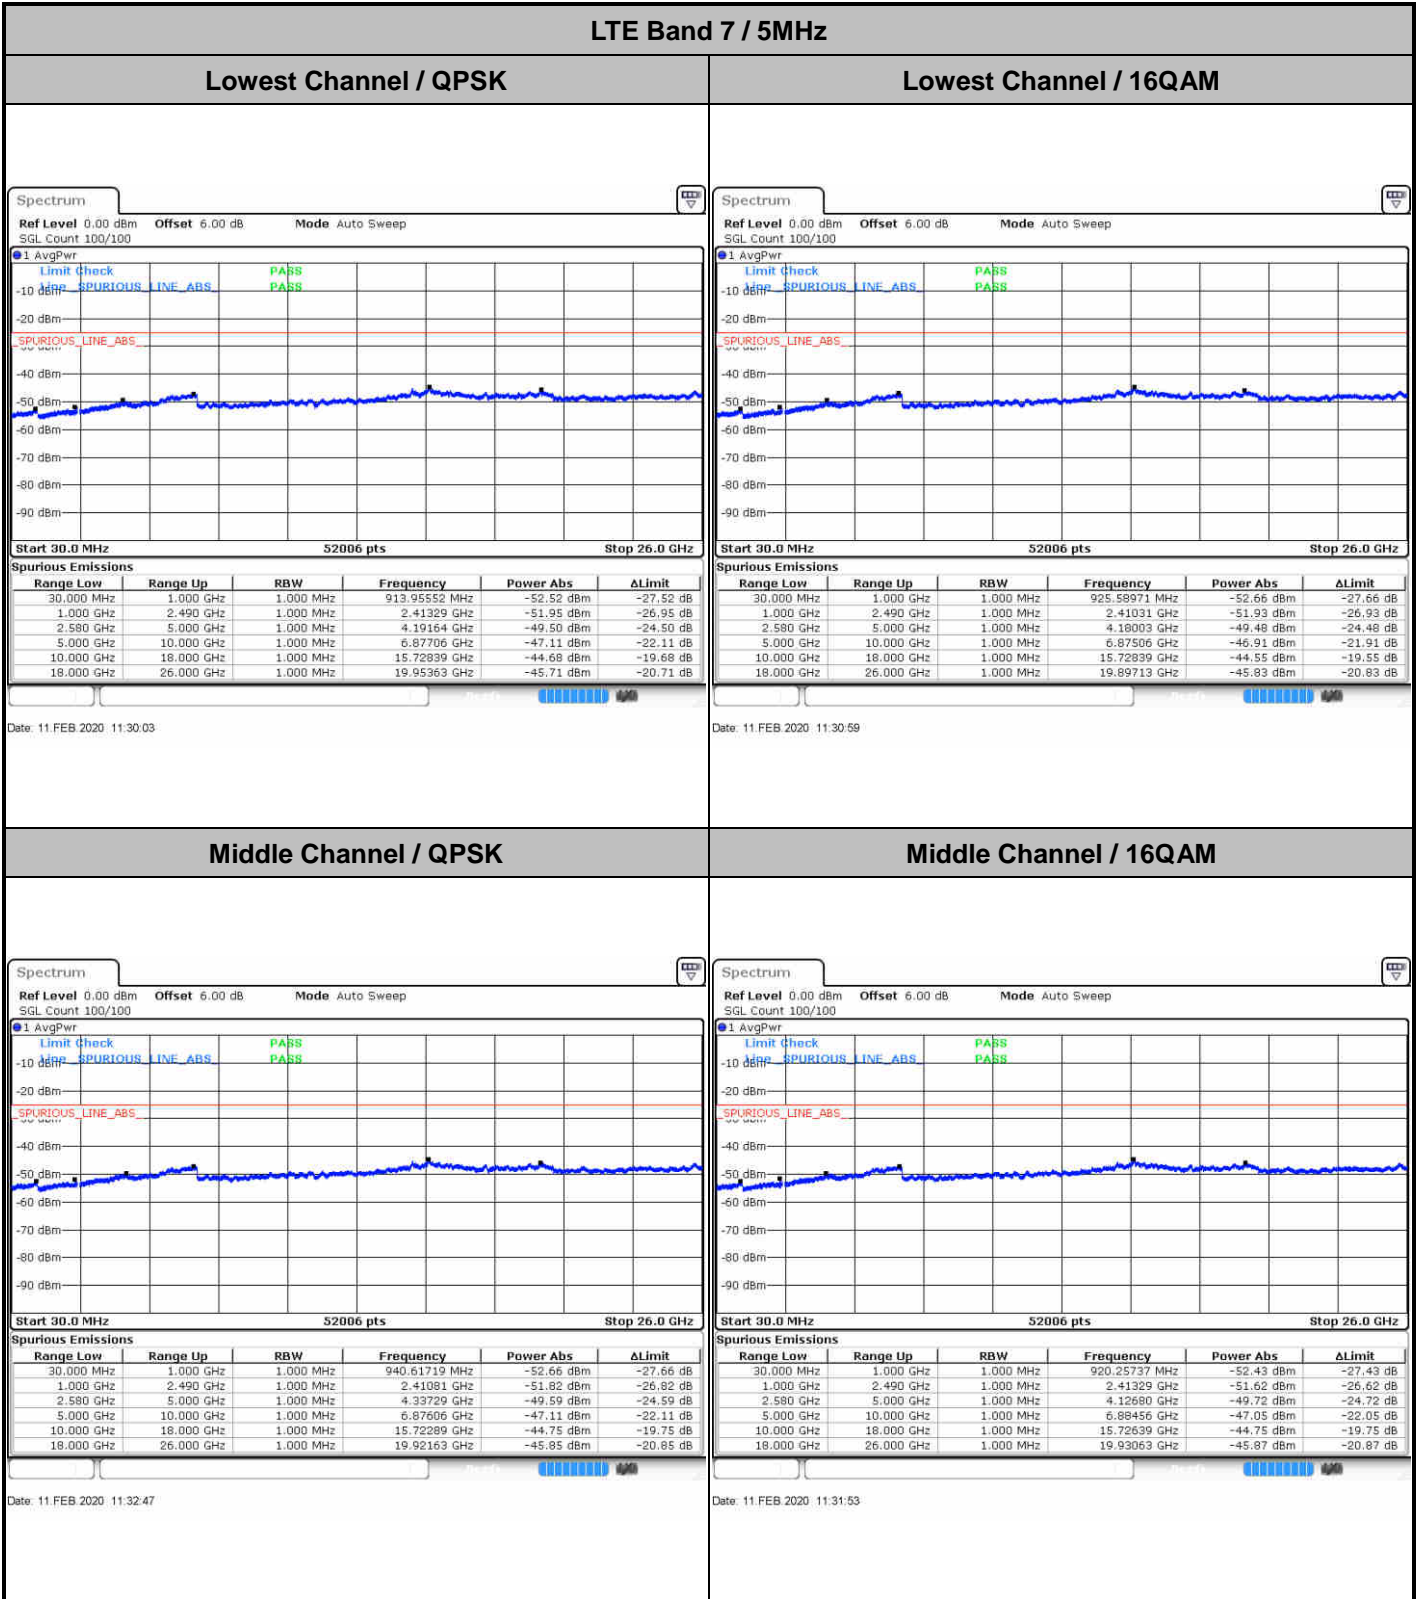 LTE Band 7 / 5MHz
Lowest Channel / QPSK
Lowest Channel / 16QAM
Spectrum
Ref Level 0.00 dBm Offset 6.00 dB Mode Auto Sweep
SGL Count 100/100
1 AvgPwr
Limit Check PASS
Line _SPURIOUS_LINE_ABS_ PASS
-10 dBm
-20 dBm
_SPURIOUS_LINE_ABS_
-30 dBm
-40 dBm
-50 dBm
-60 dBm
-70 dBm
-80 dBm
-90 dBm
Start 30.0 MHz 52006 pts Stop 26.0 GHz
Spurious Emissions
Range Low Range Up RBW Frequency Power Abs ΔLimit
30.000 MHz 1.000 GHz 1.000 MHz 913.95552 MHz -52.52 dBm -27.52 dB
1.000 GHz 2.490 GHz 1.000 MHz 2.41329 GHz -51.95 dBm -26.95 dB
2.580 GHz 5.000 GHz 1.000 MHz 4.19164 GHz -49.50 dBm -24.50 dB
5.000 GHz 10.000 GHz 1.000 MHz 6.87706 GHz -47.11 dBm -22.11 dB
10.000 GHz 18.000 GHz 1.000 MHz 15.72839 GHz -44.68 dBm -19.68 dB
18.000 GHz 26.000 GHz 1.000 MHz 19.95363 GHz -45.71 dBm -20.71 dB
Date: 11.FEB.2020 11:30:03
Spectrum
Ref Level 0.00 dBm Offset 6.00 dB Mode Auto Sweep
SGL Count 100/100
1 AvgPwr
Limit Check PASS
Line _SPURIOUS_LINE_ABS_ PASS
-10 dBm
-20 dBm
_SPURIOUS_LINE_ABS_
-30 dBm
-40 dBm
-50 dBm
-60 dBm
-70 dBm
-80 dBm
-90 dBm
Start 30.0 MHz 52006 pts Stop 26.0 GHz
Spurious Emissions
Range Low Range Up RBW Frequency Power Abs ΔLimit
30.000 MHz 1.000 GHz 1.000 MHz 925.58971 MHz -52.66 dBm -27.66 dB
1.000 GHz 2.490 GHz 1.000 MHz 2.41031 GHz -51.93 dBm -26.93 dB
2.580 GHz 5.000 GHz 1.000 MHz 4.18003 GHz -49.48 dBm -24.48 dB
5.000 GHz 10.000 GHz 1.000 MHz 6.87506 GHz -46.91 dBm -21.91 dB
10.000 GHz 18.000 GHz 1.000 MHz 15.72839 GHz -44.55 dBm -19.55 dB
18.000 GHz 26.000 GHz 1.000 MHz 19.89713 GHz -45.83 dBm -20.83 dB
Date: 11.FEB.2020 11:30:59
Middle Channel / QPSK
Middle Channel / 16QAM
Spectrum
Ref Level 0.00 dBm Offset 6.00 dB Mode Auto Sweep
SGL Count 100/100
1 AvgPwr
Limit Check PASS
Line _SPURIOUS_LINE_ABS_ PASS
-10 dBm
-20 dBm
_SPURIOUS_LINE_ABS_
-30 dBm
-40 dBm
-50 dBm
-60 dBm
-70 dBm
-80 dBm
-90 dBm
Start 30.0 MHz 52006 pts Stop 26.0 GHz
Spurious Emissions
Range Low Range Up RBW Frequency Power Abs ΔLimit
30.000 MHz 1.000 GHz 1.000 MHz 940.61719 MHz -52.66 dBm -27.66 dB
1.000 GHz 2.490 GHz 1.000 MHz 2.41081 GHz -51.82 dBm -26.82 dB
2.580 GHz 5.000 GHz 1.000 MHz 4.33729 GHz -49.59 dBm -24.59 dB
5.000 GHz 10.000 GHz 1.000 MHz 6.87606 GHz -47.11 dBm -22.11 dB
10.000 GHz 18.000 GHz 1.000 MHz 15.72289 GHz -44.75 dBm -19.75 dB
18.000 GHz 26.000 GHz 1.000 MHz 19.92163 GHz -45.85 dBm -20.85 dB
Date: 11.FEB.2020 11:32:47
Spectrum
Ref Level 0.00 dBm Offset 6.00 dB Mode Auto Sweep
SGL Count 100/100
1 AvgPwr
Limit Check PASS
Line _SPURIOUS_LINE_ABS_ PASS
-10 dBm
-20 dBm
_SPURIOUS_LINE_ABS_
-30 dBm
-40 dBm
-50 dBm
-60 dBm
-70 dBm
-80 dBm
-90 dBm
Start 30.0 MHz 52006 pts Stop 26.0 GHz
Spurious Emissions
Range Low Range Up RBW Frequency Power Abs ΔLimit
30.000 MHz 1.000 GHz 1.000 MHz 920.25737 MHz -52.43 dBm -27.43 dB
1.000 GHz 2.490 GHz 1.000 MHz 2.41329 GHz -51.62 dBm -26.62 dB
2.580 GHz 5.000 GHz 1.000 MHz 4.12680 GHz -49.72 dBm -24.72 dB
5.000 GHz 10.000 GHz 1.000 MHz 6.88456 GHz -47.05 dBm -22.05 dB
10.000 GHz 18.000 GHz 1.000 MHz 15.72639 GHz -44.75 dBm -19.75 dB
18.000 GHz 26.000 GHz 1.000 MHz 19.93063 GHz -45.87 dBm -20.87 dB
Date: 11.FEB.2020 11:31:53